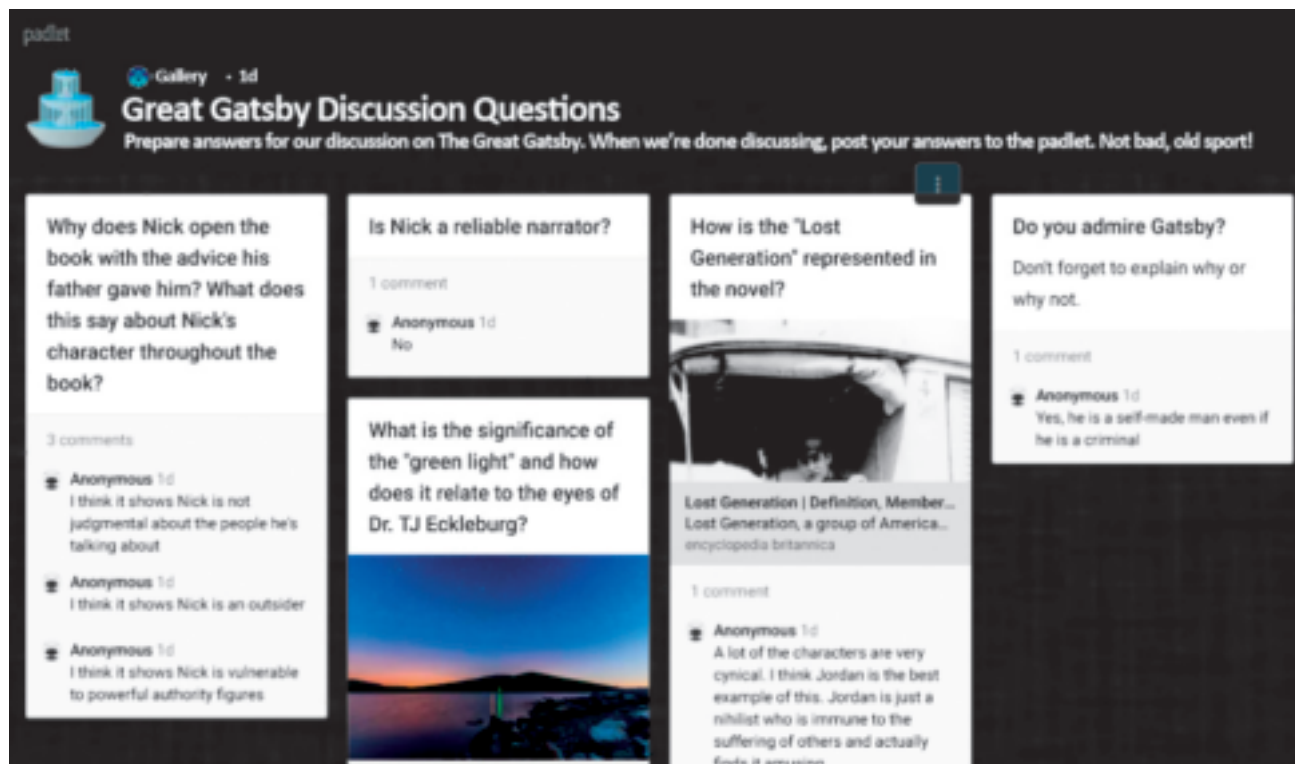 padlet
Gallery • 1d
Great Gatsby Discussion Questions
Prepare answers for our discussion on The Great Gatsby. When we're done discussing, post your answers to the padlet. Not bad, old sport!
Why does Nick open the
book with the advice his
father gave him? What does
this say about Nick's
character throughout the
book?
3 comments
Anonymous 1d
I think it shows Nick is not
judgmental about the people he's
talking about
Anonymous 1d
I think it shows Nick is an outsider
Anonymous 1d
I think it shows Nick is vulnerable
to powerful authority figures
Is Nick a reliable narrator?
1 comment
Anonymous 1d
No
What is the significance of
the "green light" and how
does it relate to the eyes of
Dr. TJ Eckleburg?
How is the "Lost
Generation" represented in
the novel?
Lost Generation | Definition, Member...
Lost Generation, a group of America...
encyclopedia britannica
1 comment
Anonymous 1d
A lot of the characters are very
cynical. I think Jordan is the best
example of this. Jordan is just a
nihilist who is immune to the
suffering of others and actually
finds it amusing
Do you admire Gatsby?
Don't forget to explain why or
why not.
1 comment
Anonymous 1d
Yes, he is a self-made man even if
he is a criminal